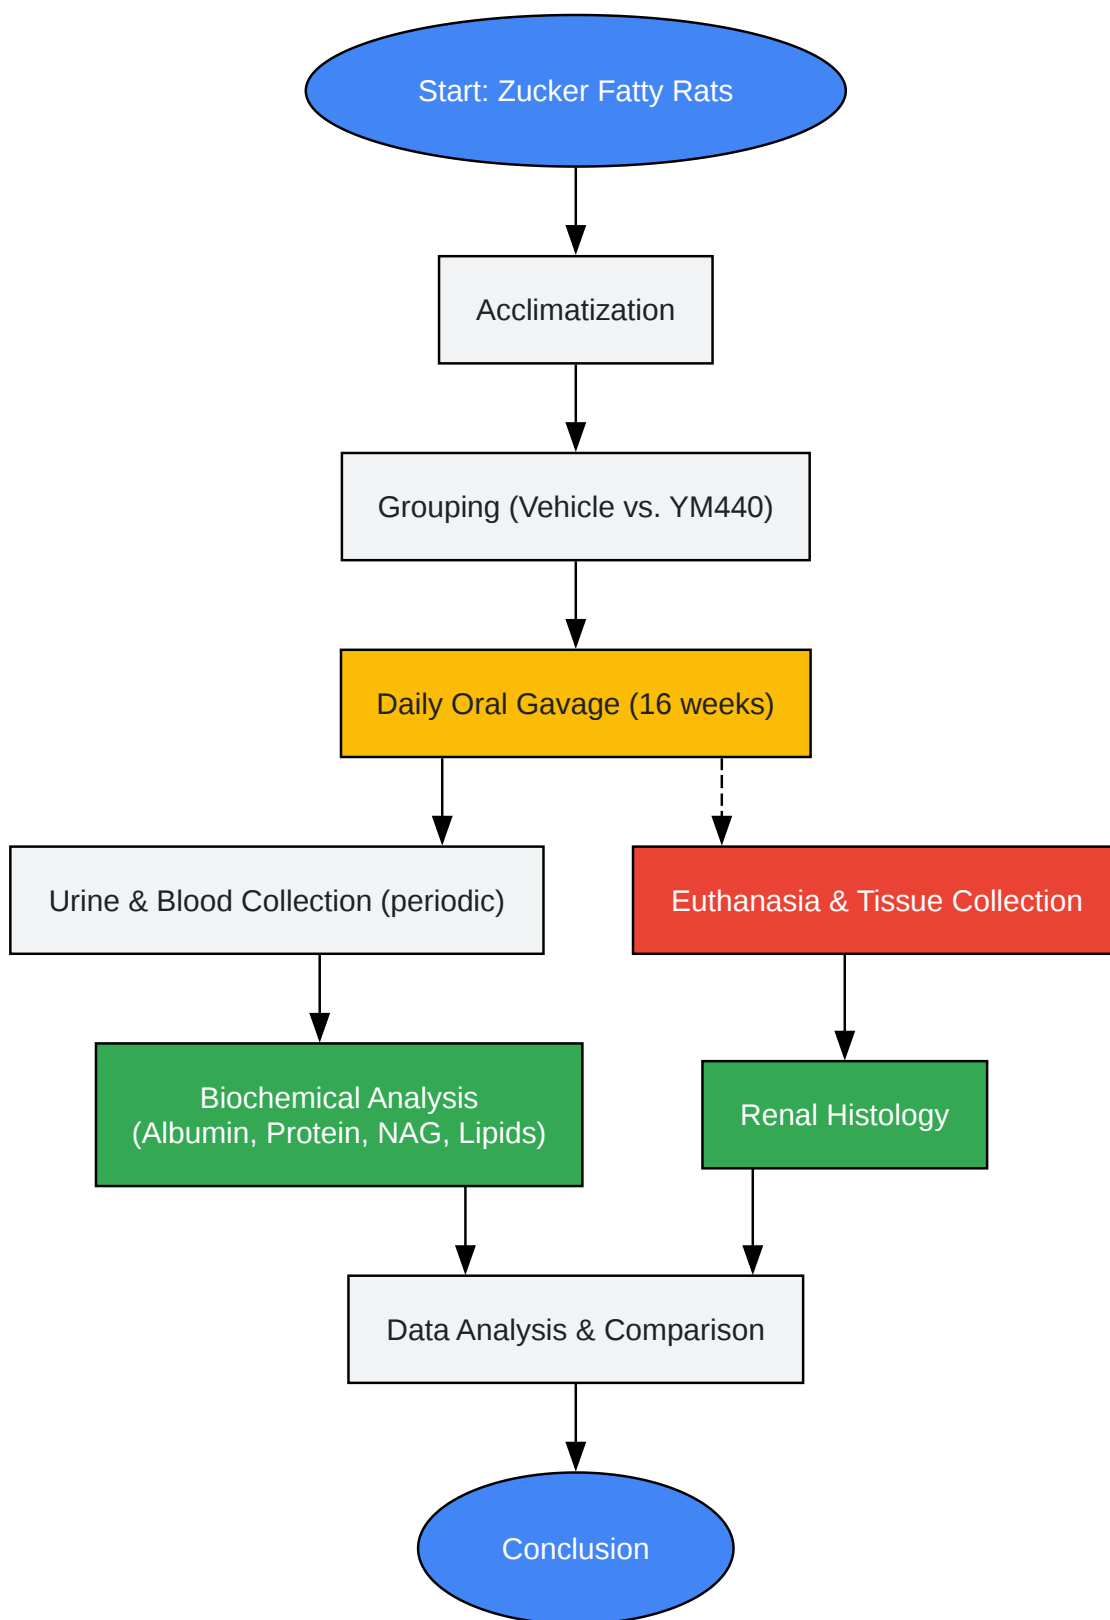 Start: Zucker Fatty Rats
Acclimatization
Grouping (Vehicle vs. YM440)
Daily Oral Gavage (16 weeks)
Urine & Blood Collection (periodic)
Euthanasia & Tissue Collection
Biochemical Analysis
(Albumin, Protein, NAG, Lipids)
Renal Histology
Data Analysis & Comparison
Conclusion